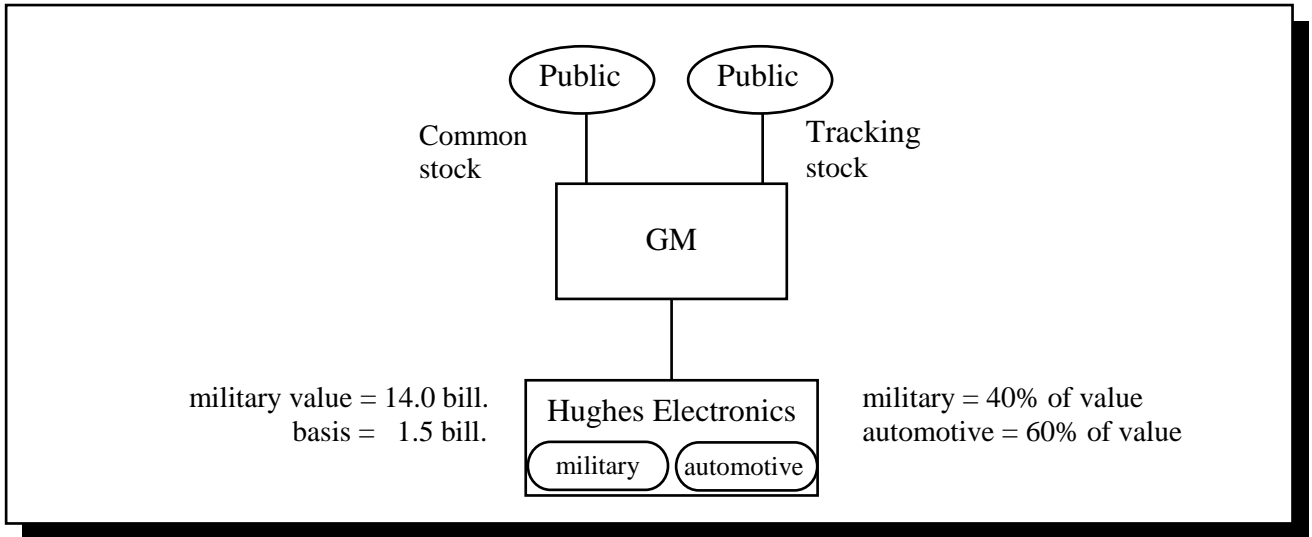 Public
Public
Common
stock
Tracking
stock
GM
military value = 14.0 bill.
basis = 1.5 bill.
Hughes Electronics
military
automotive
military = 40% of value
automotive = 60% of value